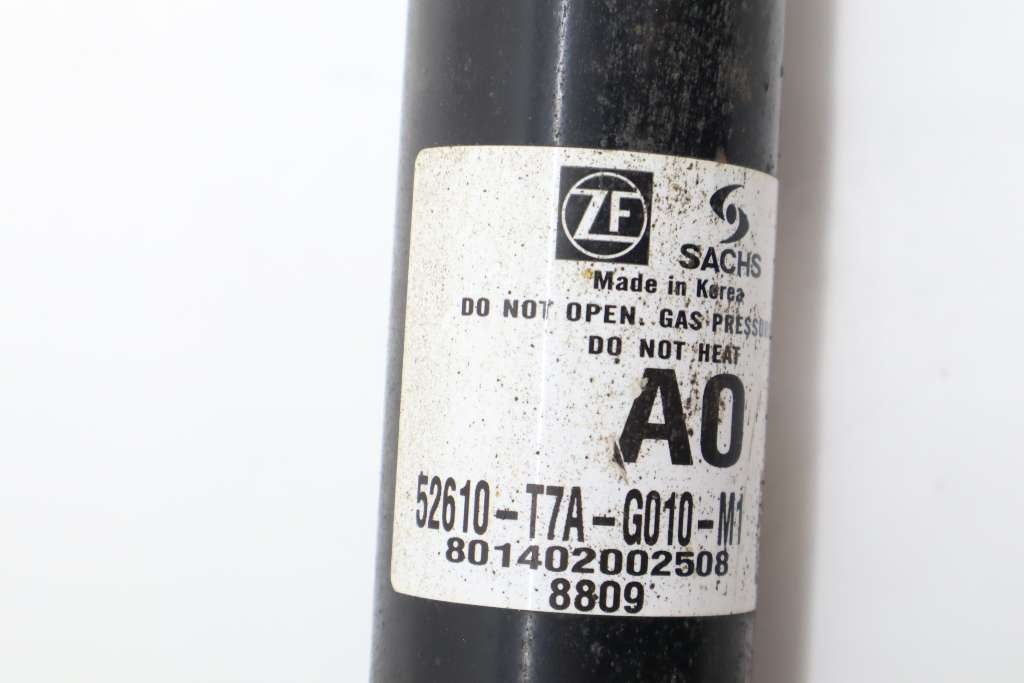 ZF SACHS
Made in Korea
DO NOT OPEN. GAS
DO NOT HEAT
A0
52610-T7A-G010-M1
801402002508
8809